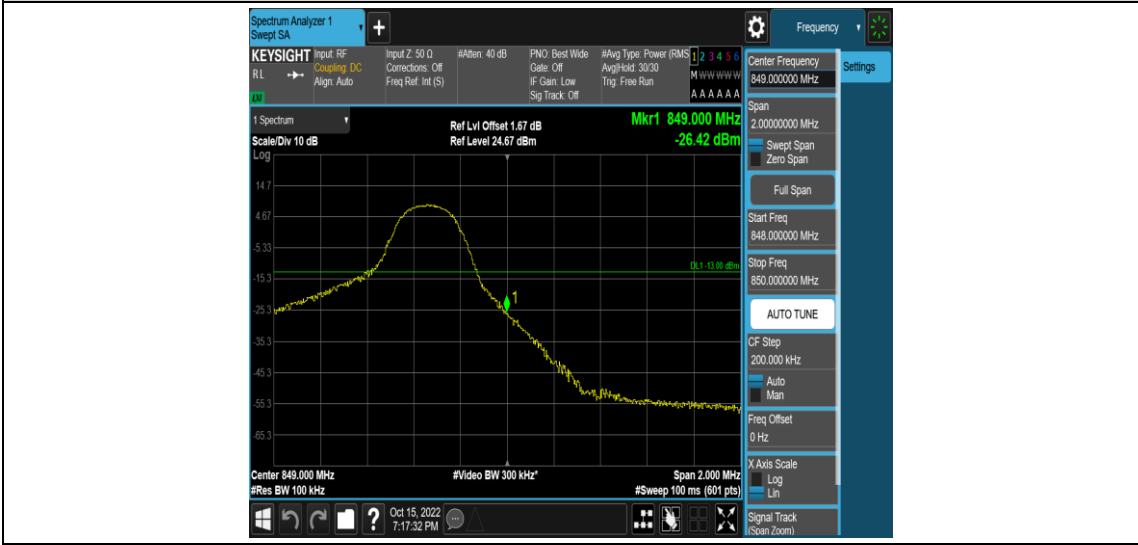 Spectrum Analyzer 1
Swept SA
+
Frequency
KEYSIGHT
RL
LM
Input: RF
Coupling: DC
Align: Auto
Input Z: 50 Ω
Corrections: Off
Freq Ref: Int (S)
#Atten: 40 dB
PNO: Best Wide
Gate: Off
IF Gain: Low
Sig Track: Off
#Avg Type: Power (RMS
Avg|Hold: 30/30
Trig: Free Run
1 2 3 4 5 6
M W W W W W
A A A A A A
1 Spectrum
Scale/Div 10 dB
Log
Ref Lvl Offset 1.67 dB
Ref Level 24.67 dBm
Mkr1 849.000 MHz
-26.42 dBm
14.7
4.67
-5.33
-15.3
-25.3
-35.3
-45.3
-55.3
-65.3
DL1 -13.00 dBm
1
Center 849.000 MHz
#Res BW 100 kHz
#Video BW 300 kHz*
Span 2.000 MHz
#Sweep 100 ms (601 pts)
Oct 15, 2022
7:17:32 PM
?
Center Frequency
849.000000 MHz
Span
2.00000000 MHz
Swept Span
Zero Span
Full Span
Start Freq
848.000000 MHz
Stop Freq
850.000000 MHz
AUTO TUNE
CF Step
200.000 kHz
Auto
Man
Freq Offset
0 Hz
X Axis Scale
Log
Lin
Signal Track
(Span Zoom)
Settings